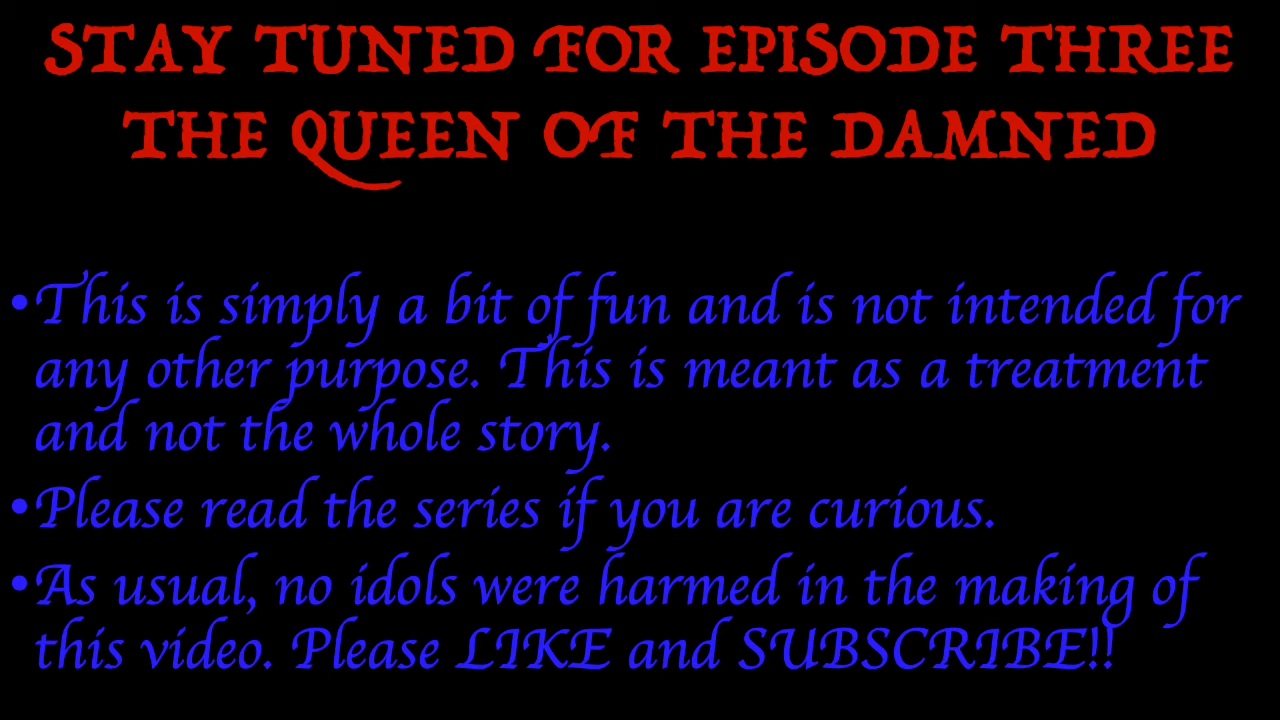 STAY TUNED FOR EPISODE THREE
THE QUEEN OF THE DAMNED
•This is simply a bit of fun and is not intended for
any other purpose. This is meant as a treatment
and not the whole story.
•Please read the series if you are curious.
•As usual, no idols were harmed in the making of
this video. Please LIKE and SUBSCRIBE!!